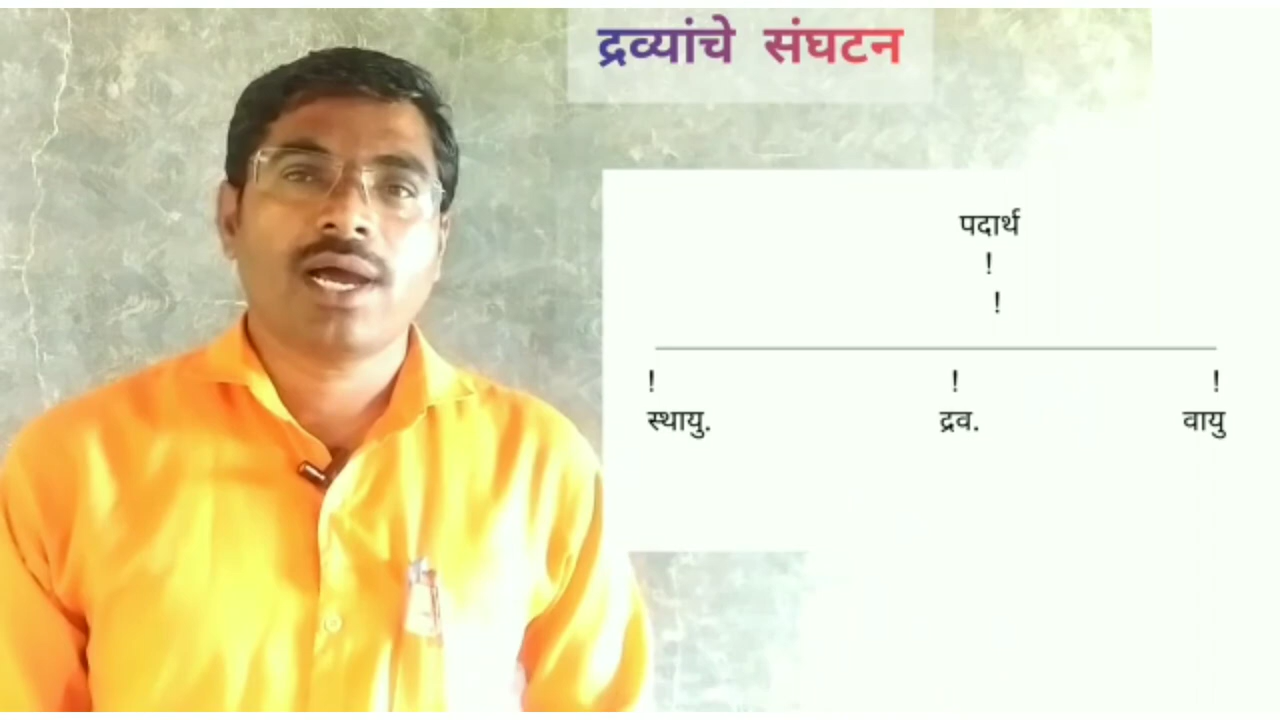 द्रव्यांचे संघटन
पदार्थ
!
!
! ! !
स्थायु. द्रव. वायु